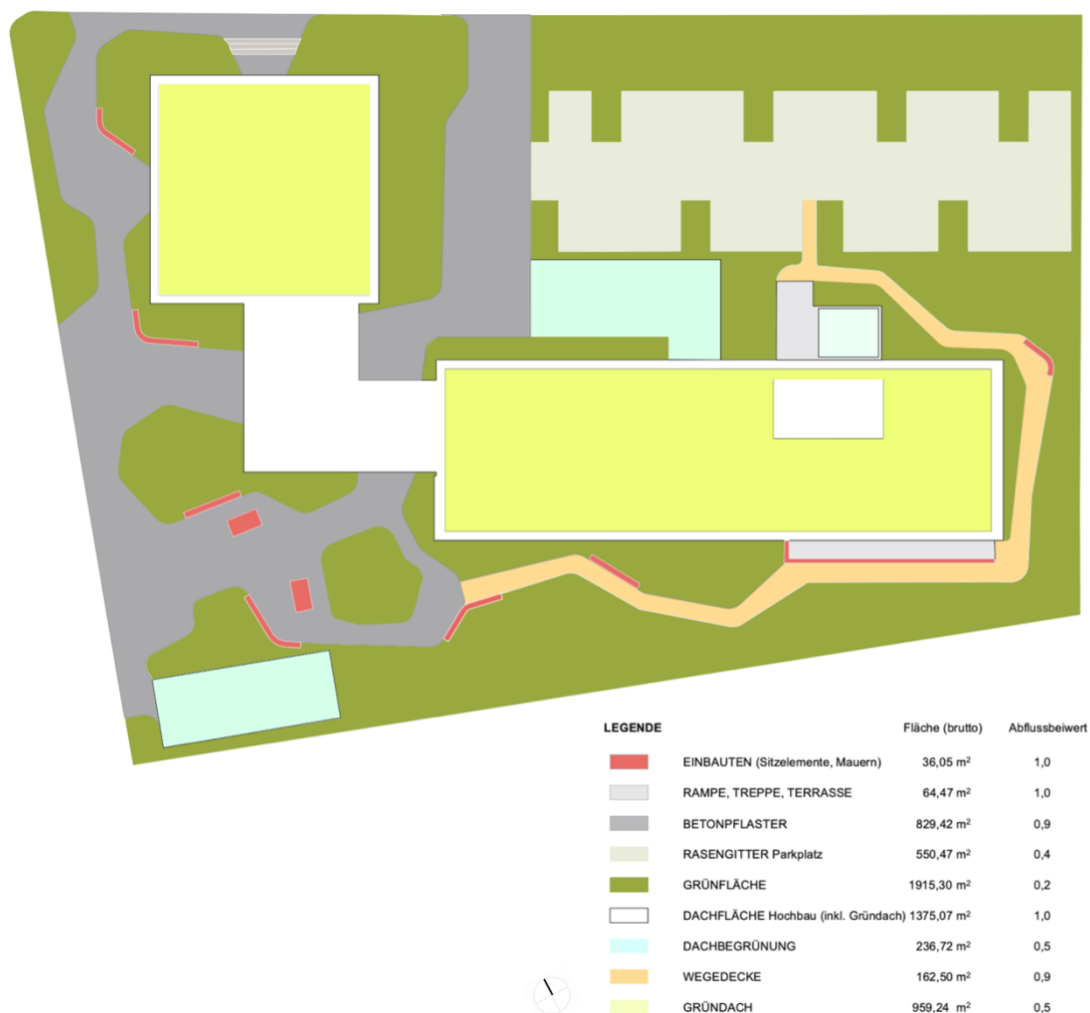 LEGENDE Fläche (brutto) Abflussbeiwert
EINBAUTEN (Sitzelemente, Mauern) 36,05 m² 1,0
RAMPE, TREPPE, TERRASSE 64,47 m² 1,0
BETONPFLASTER 829,42 m² 0,9
RASENGITTER Parkplatz 550,47 m² 0,4
GRÜNFLÄCHE 1915,30 m² 0,2
DACHFLÄCHE Hochbau (inkl. Gründach) 1375,07 m² 1,0
DACHBEGRÜNUNG 236,72 m² 0,5
WEGEDECKE 162,50 m² 0,9
GRÜNDACH 959,24 m² 0,5